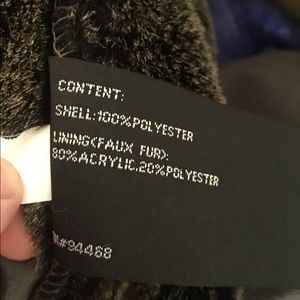 CONTENT:
SHELL:100%POLYESTER
LINING(FAUX FUR):
80%ACRYLIC.20%POLYESTER
#94468